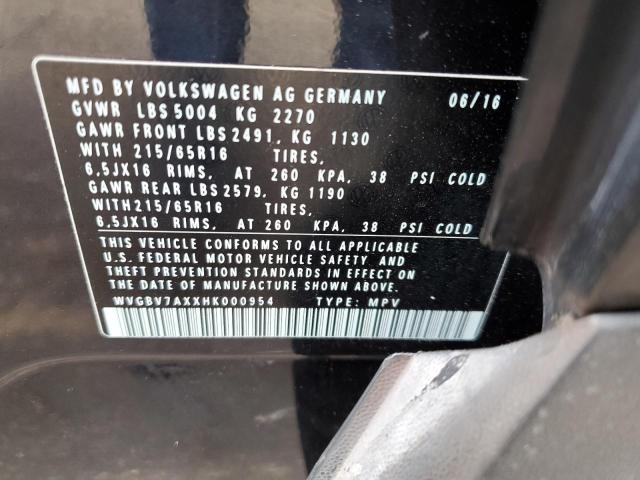 MFD BY VOLKSWAGEN AG GERMANY 06/16
GVWR LBS 5004 KG 2270
GAWR FRONT LBS 2491, KG 1130
WITH 215/65R16 TIRES,
6,5JX16 RIMS, AT 260 KPA, 38 PSI COLD
GAWR REAR LBS 2579, KG 1190
WITH 215/65R16 TIRES,
6,5JX16 RIMS, AT 260 KPA, 38 PSI COLD
THIS VEHICLE CONFORMS TO ALL APPLICABLE
U.S. FEDERAL MOTOR VEHICLE SAFETY AND
THEFT PREVENTION STANDARDS IN EFFECT ON
THE DATE OF MANUFACTURE SHOWN ABOVE.
WVGBV7AXXHK000954 TYPE: MPV